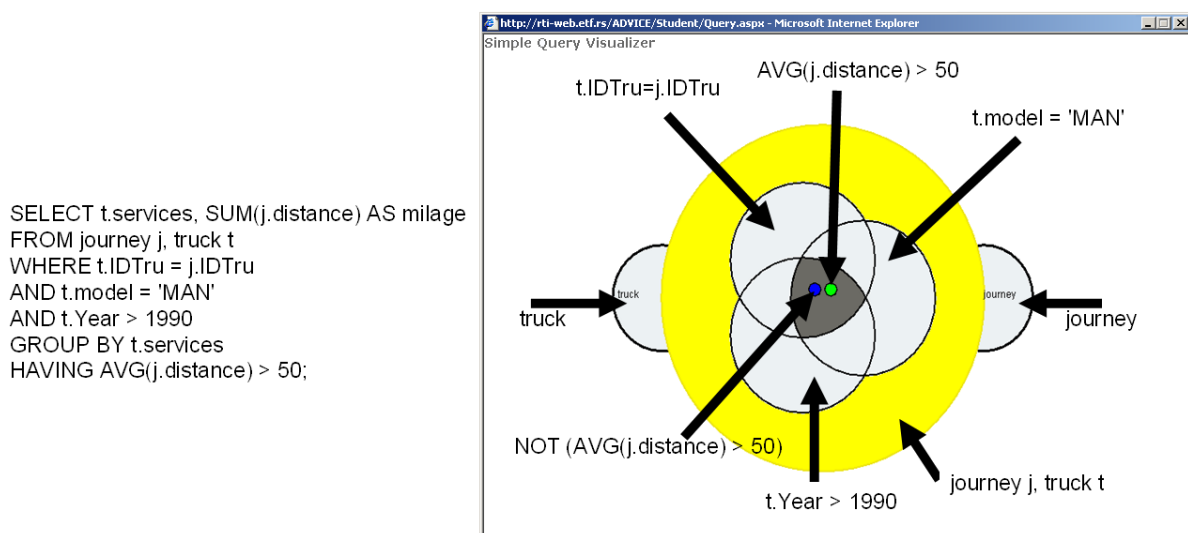 SELECT t.services, SUM(j.distance) AS milage
FROM journey j, truck t
WHERE t.IDTru = j.IDTru
AND t.model = 'MAN'
AND t.Year > 1990
GROUP BY t.services
HAVING AVG(j.distance) > 50;
http://rti-web.etf.rs/ADVICE/Student/Query.aspx - Microsoft Internet Explorer
Simple Query Visualizer
AVG(j.distance) > 50
t.IDTru=j.IDTru
t.model = 'MAN'
truck
journey
truck
journey
NOT (AVG(j.distance) > 50)
journey j, truck t
t.Year > 1990